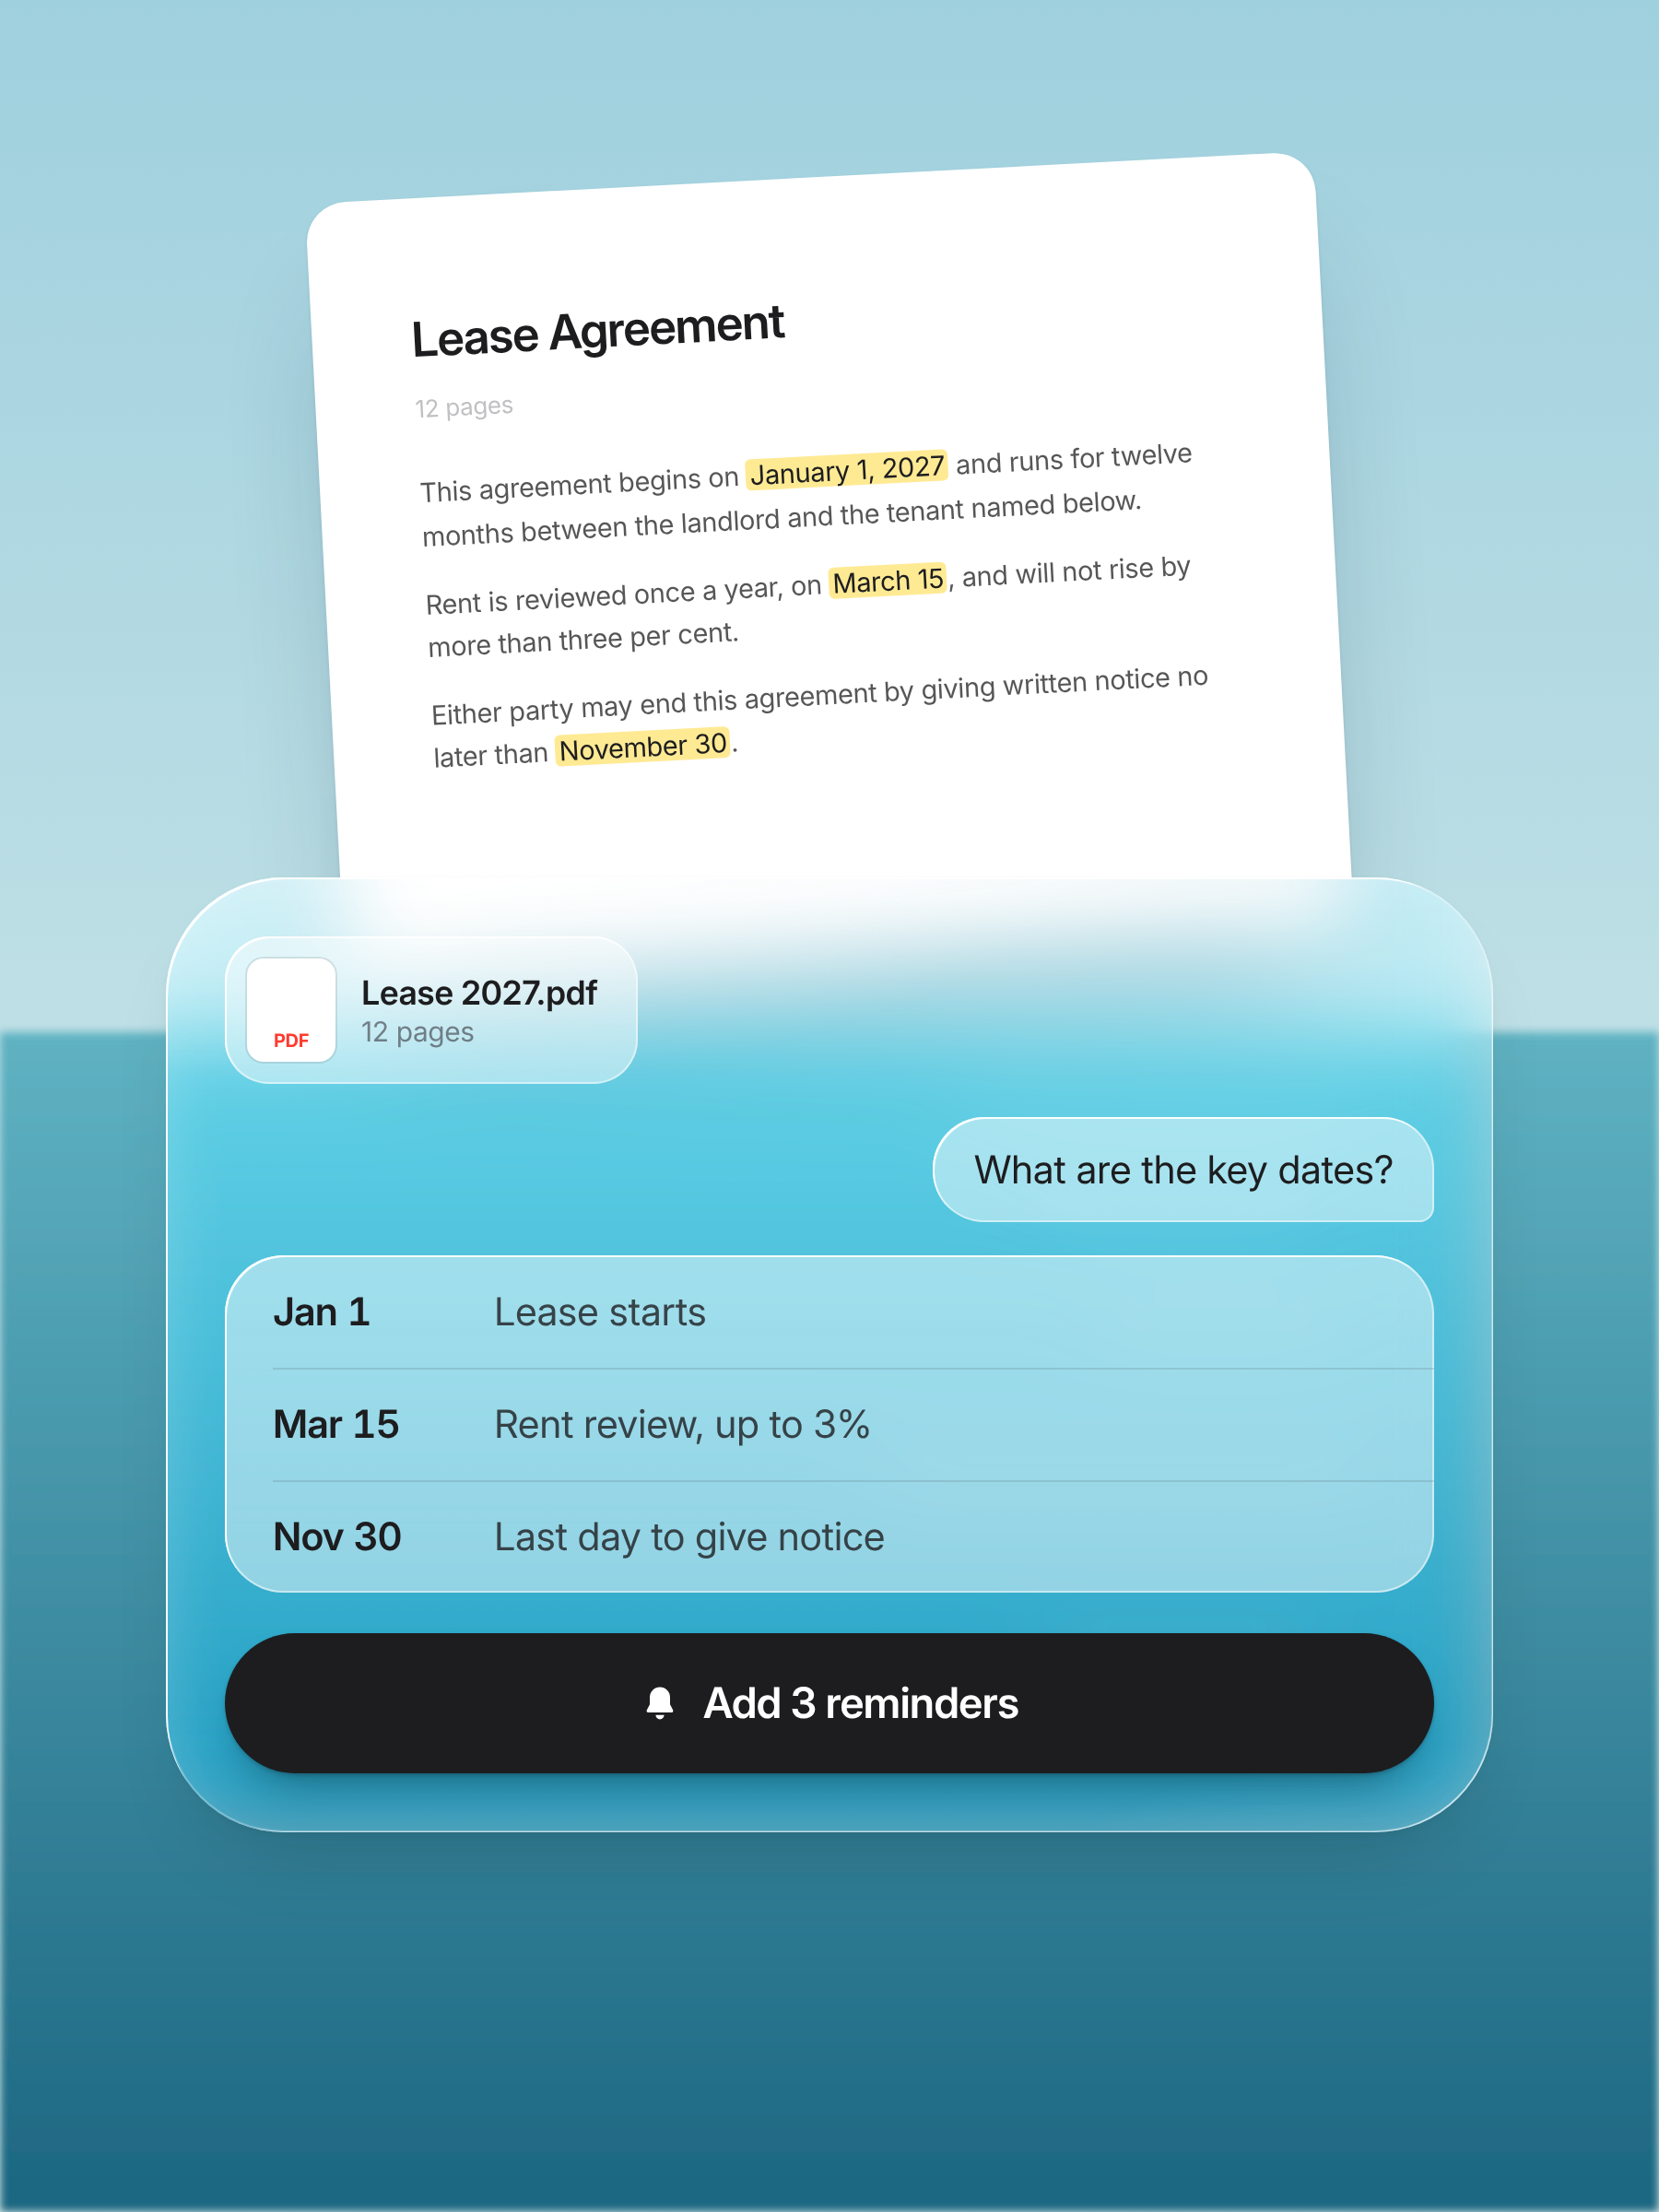 Lease Agreement
12 pages
This agreement begins on January 1, 2027 and runs for twelve
months between the landlord and the tenant named below.
Rent is reviewed once a year, on March 15, and will not rise by
more than three per cent.
Either party may end this agreement by giving written notice no
later than November 30.
PDF
Lease 2027.pdf
12 pages
What are the key dates?
Jan 1 Lease starts
Mar 15 Rent review, up to 3%
Nov 30 Last day to give notice
Add 3 reminders